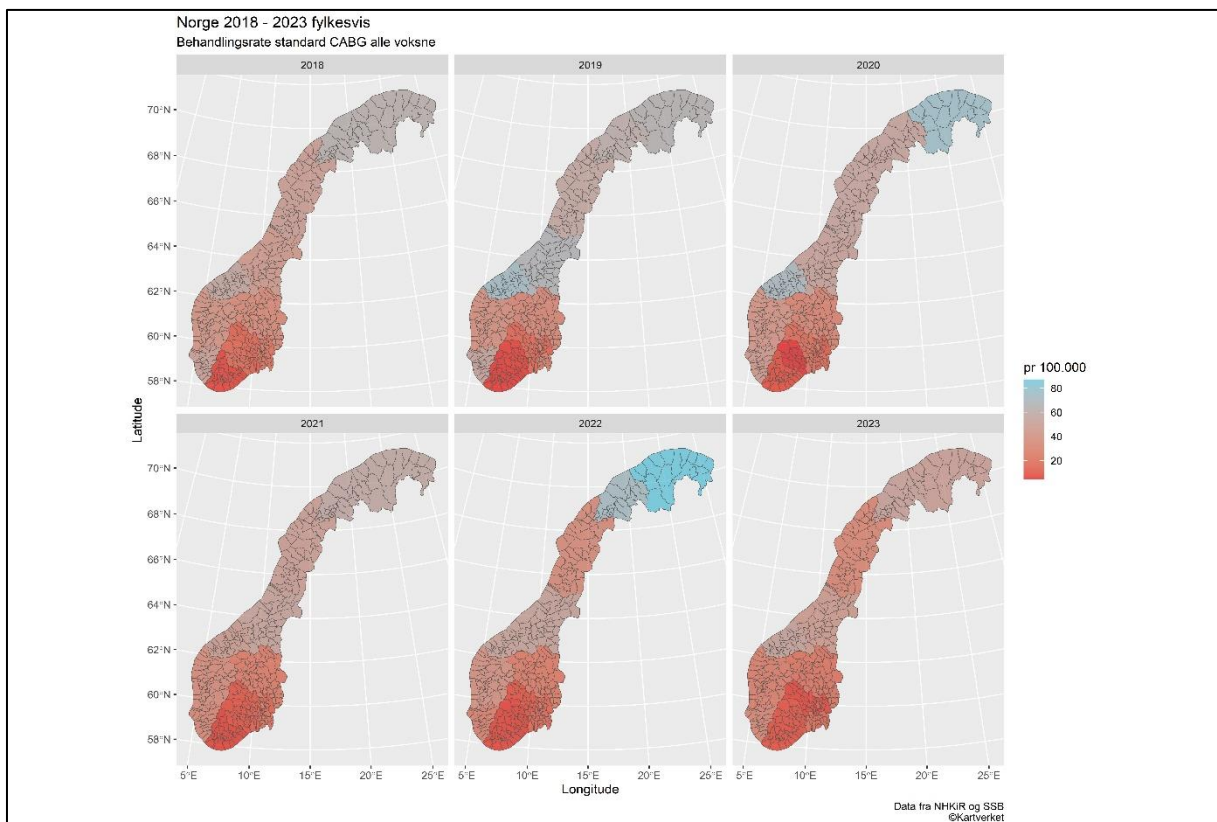 Norge 2018 - 2023 fylkesvis
Behandlingsrate standard CABG alle voksne
2018
2019
2020
70°N
68°N
66°N
64°N
62°N
60°N
58°N
2021
2022
2023
70°N
68°N
66°N
64°N
62°N
60°N
58°N
5°E
10°E
15°E
20°E
25°E
5°E
10°E
15°E
20°E
25°E
5°E
10°E
15°E
20°E
25°E
Latitude
Longitude
pr 100.000
80
60
40
20
Data fra NHKiR og SSB
©Kartverket